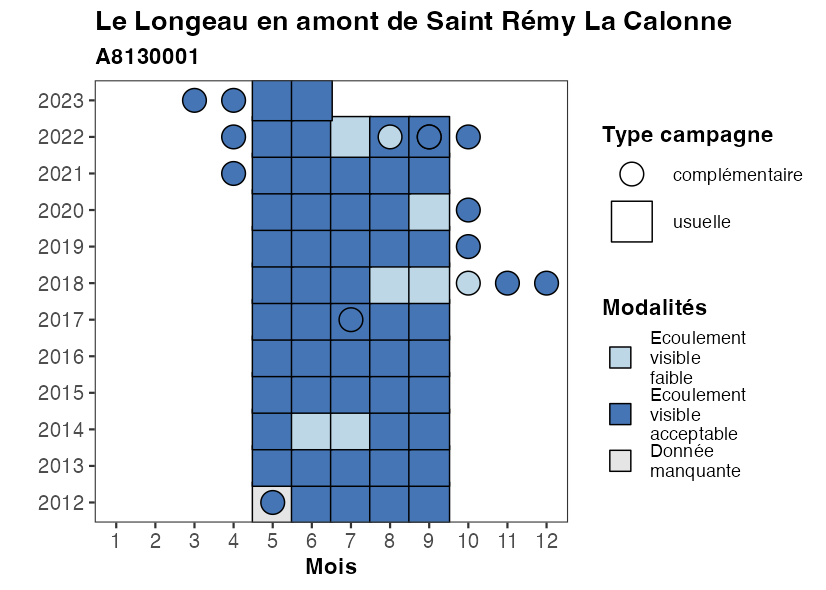 Le Longeau en amont de Saint Rémy La Calonne
A8130001
2023
2022
2021
2020
2019
2018
2017
2016
2015
2014
2013
2012
1 2 3 4 5 6 7 8 9 10 11 12
Mois
Type campagne
complémentaire
usuelle
Modalités
Ecoulement
visible
faible
Ecoulement
visible
acceptable
Donnée
manquante